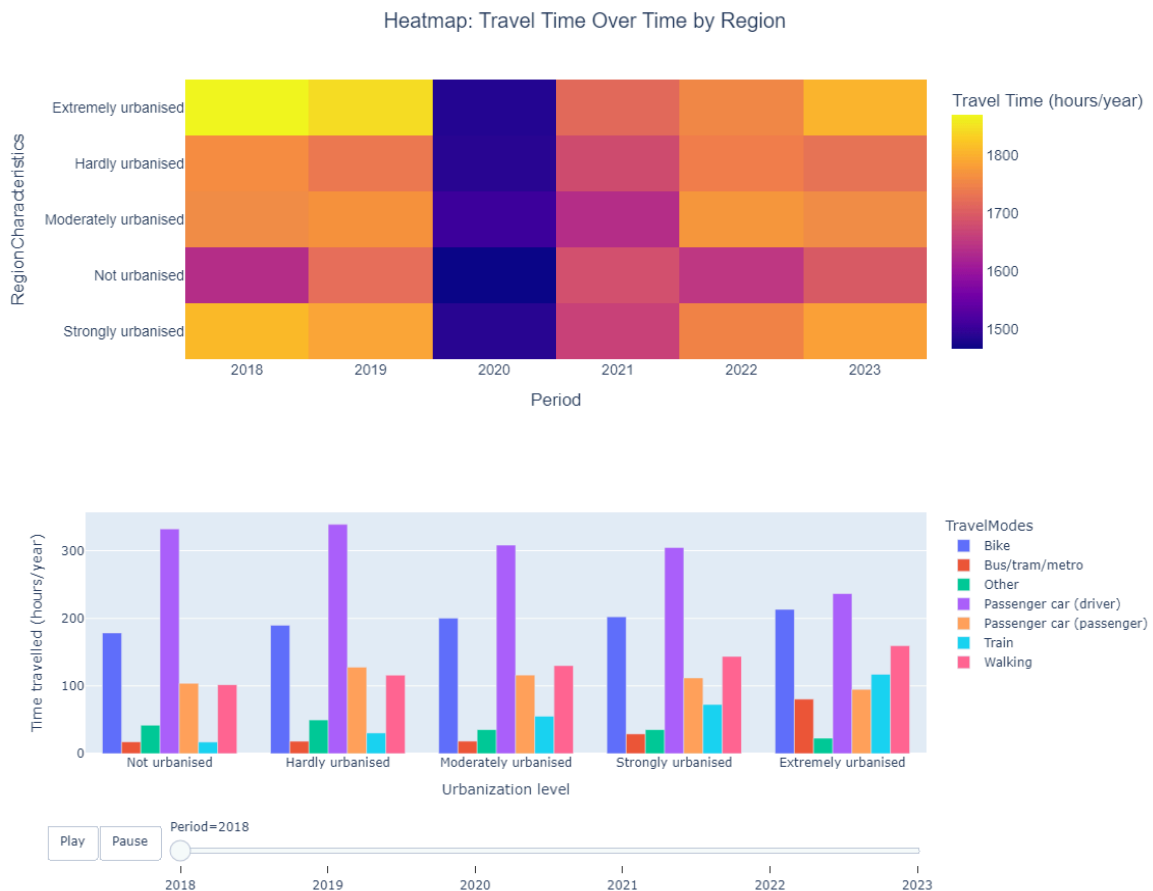 Heatmap: Travel Time Over Time by Region
RegionCharacteristics
Extremely urbanised
Hardly urbanised
Moderately urbanised
Not urbanised
Strongly urbanised
2018 2019 2020 2021 2022 2023
Period
Travel Time (hours/year)
1800
1700
1600
1500
Time travelled (hours/year)
300
200
100
0
Not urbanised Hardly urbanised Moderately urbanised Strongly urbanised Extremely urbanised
Urbanization level
TravelModes
Bike
Bus/tram/metro
Other
Passenger car (driver)
Passenger car (passenger)
Train
Walking
Play Pause
Period=2018
2018 2019 2020 2021 2022 2023